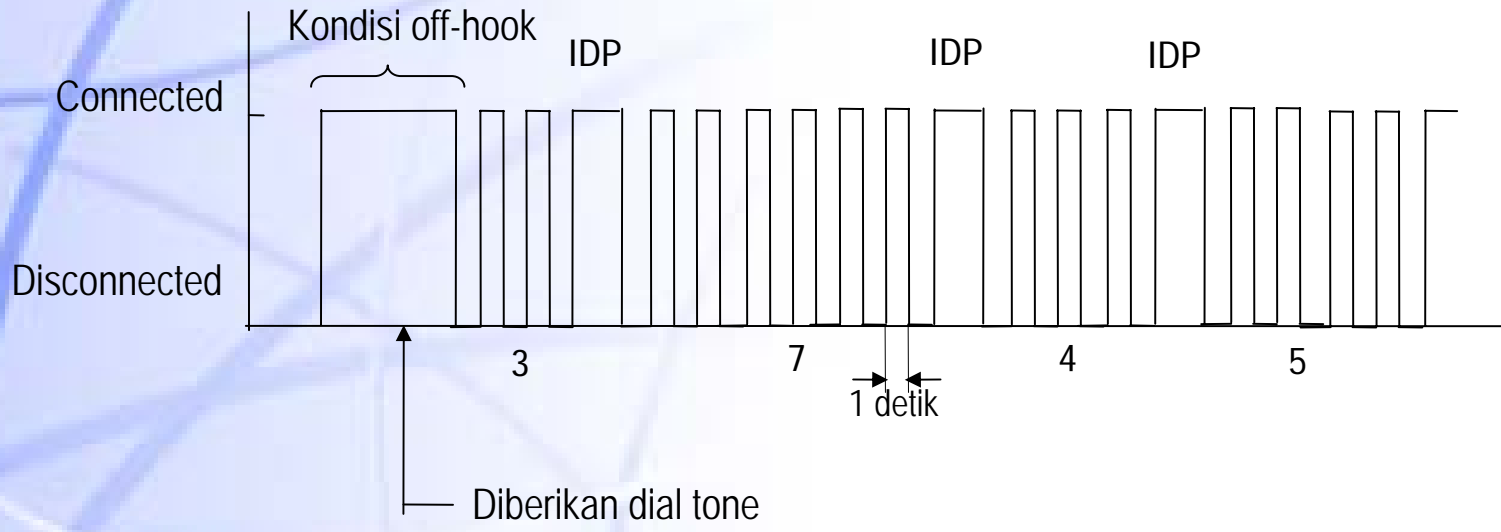 Kondisi off-hook
IDP
IDP
IDP
Connected
Disconnected
3
7
4
5
1 detik
Diberikan dial tone